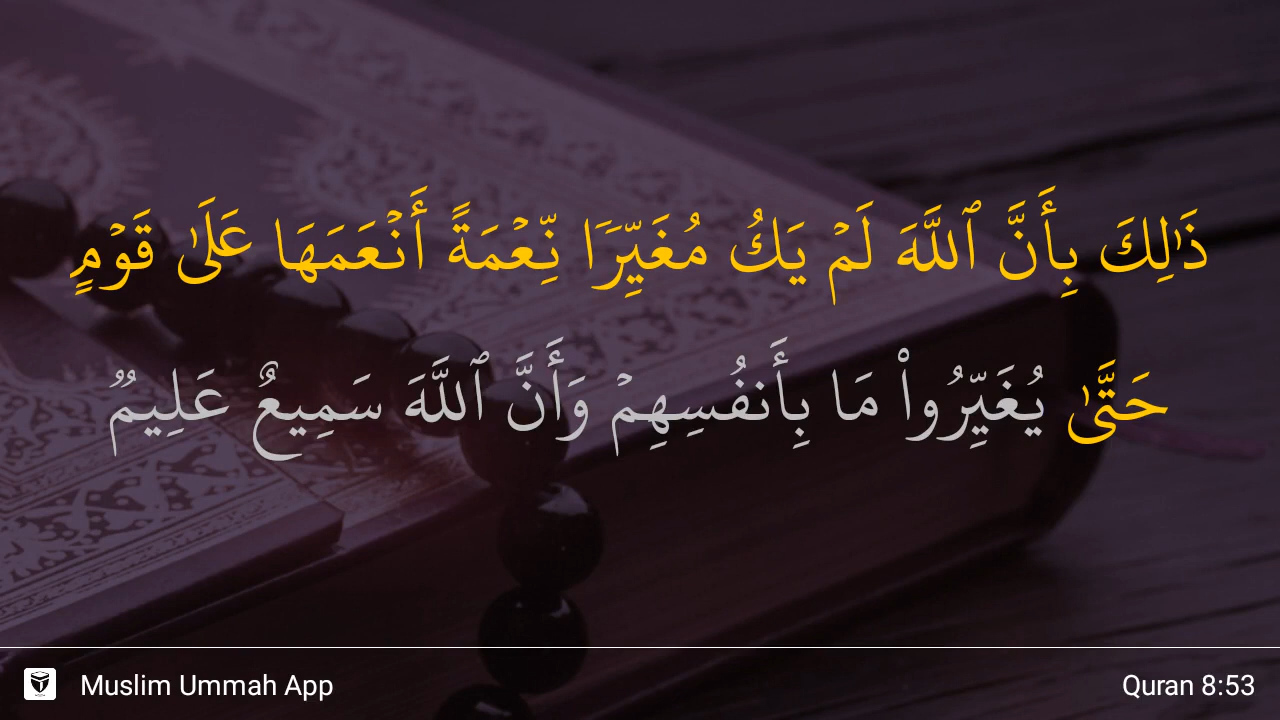 ذَٰلِكَ بِأَنَّ ٱللَّهَ لَمۡ يَكُ مُغَيِّرٗا نِّعۡمَةً أَنۡعَمَهَا عَلَىٰ قَوۡمٍ
حَتَّىٰ يُغَيِّرُواْ مَا بِأَنفُسِهِمۡ وَأَنَّ ٱللَّهَ سَمِيعٌ عَلِيمٞ
Muslim Ummah App
Quran 8:53